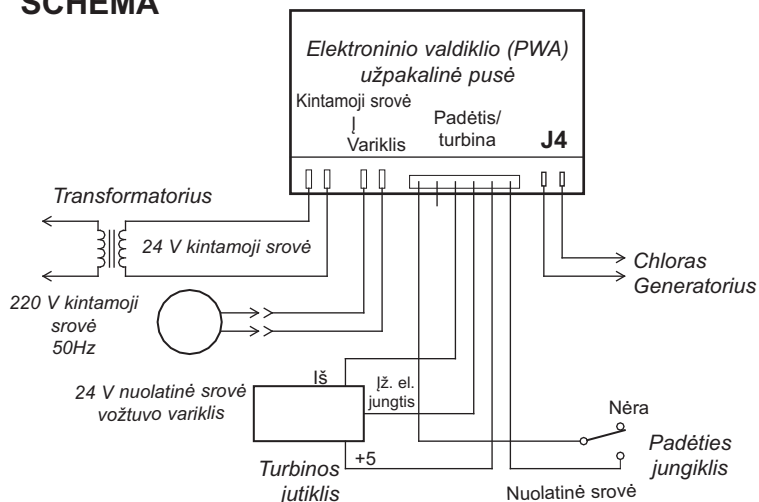 SCHEMA
Elektroninio valdiklio (PWA)
užpakalinė pusė
Kintamoji srovė
Į
Variklis
Padėtis/
turbina
J4
Transformatorius
24 V kintamoji srovė
Chloras
Generatorius
220 V kintamoji
srovė
50Hz
24 V nuolatinė srovė
vožtuvo variklis
Iš
Įž. el.
jungtis
+5
Turbinos
jutiklis
Nėra
Padėties
jungiklis
Nuolatinė srovė